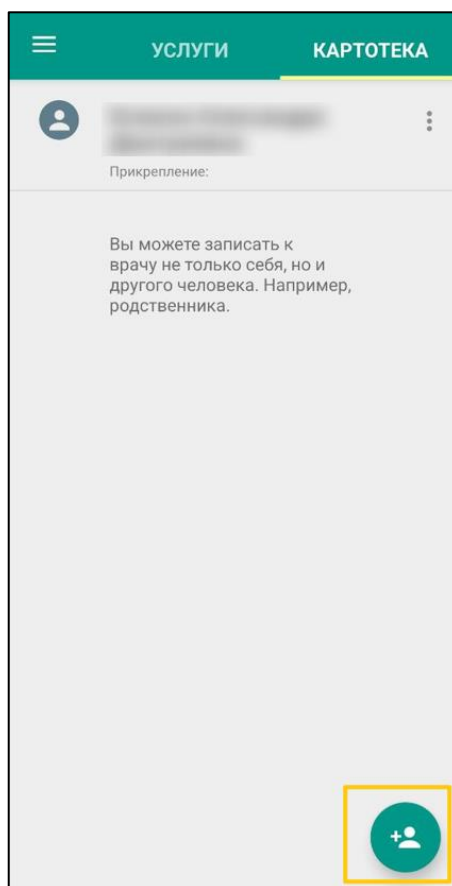 УСЛУГИ КАРТОТЕКА
Прикрепление:
Вы можете записать к
врачу не только себя, но и
другого человека. Например,
родственника.